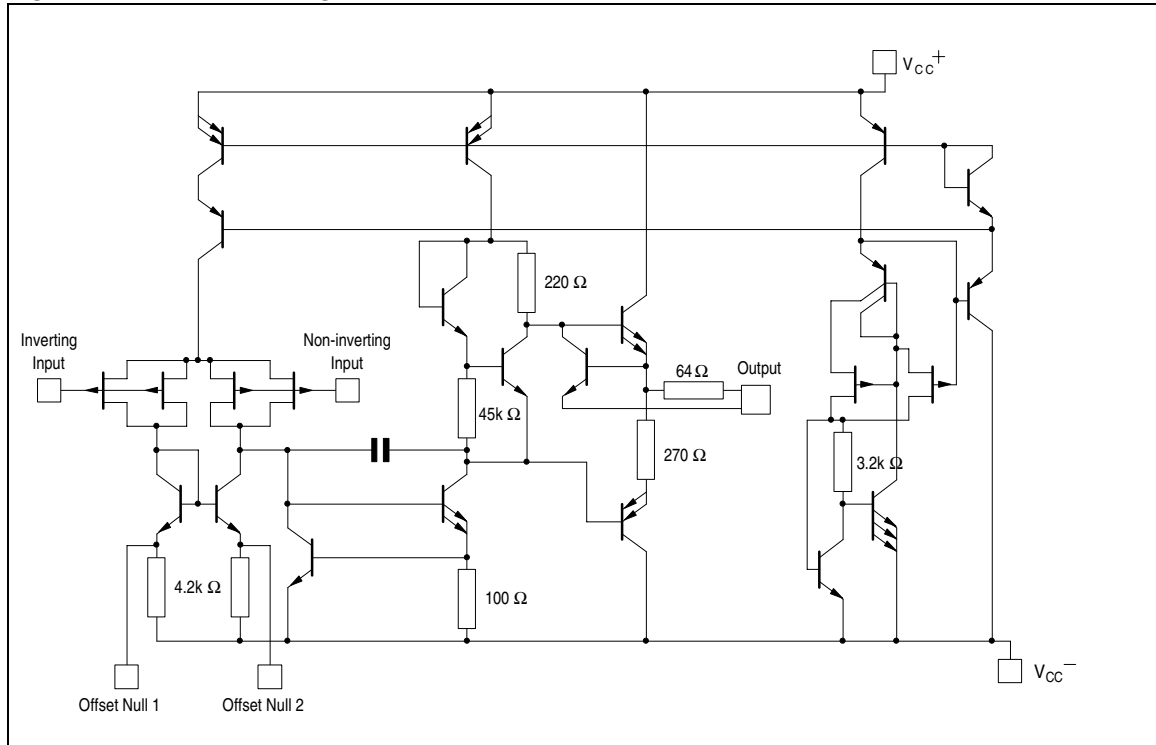 V CC +
220 Ω
Inverting
Input
Non-inverting
Input
64 Ω
Output
45k Ω
270 Ω
3.2k Ω
4.2k Ω
100 Ω
VCC −
Offset Null 1
Offset Null 2